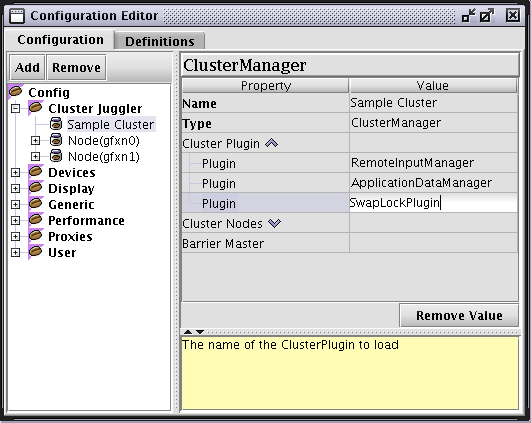 Configuration Editor
Configuration Definitions
Add Remove
Config
Cluster Juggler
Sample Cluster
Node(gfxn0)
Node(gfxn1)
Devices
Display
Generic
Performance
Proxies
User
ClusterManager
Property Value
Name Sample Cluster
Type ClusterManager
Cluster Plugin
Plugin RemoteInputManager
Plugin ApplicationDataManager
Plugin SwapLockPlugin
Cluster Nodes
Barrier Master
Remove Value
The name of the ClusterPlugin to load